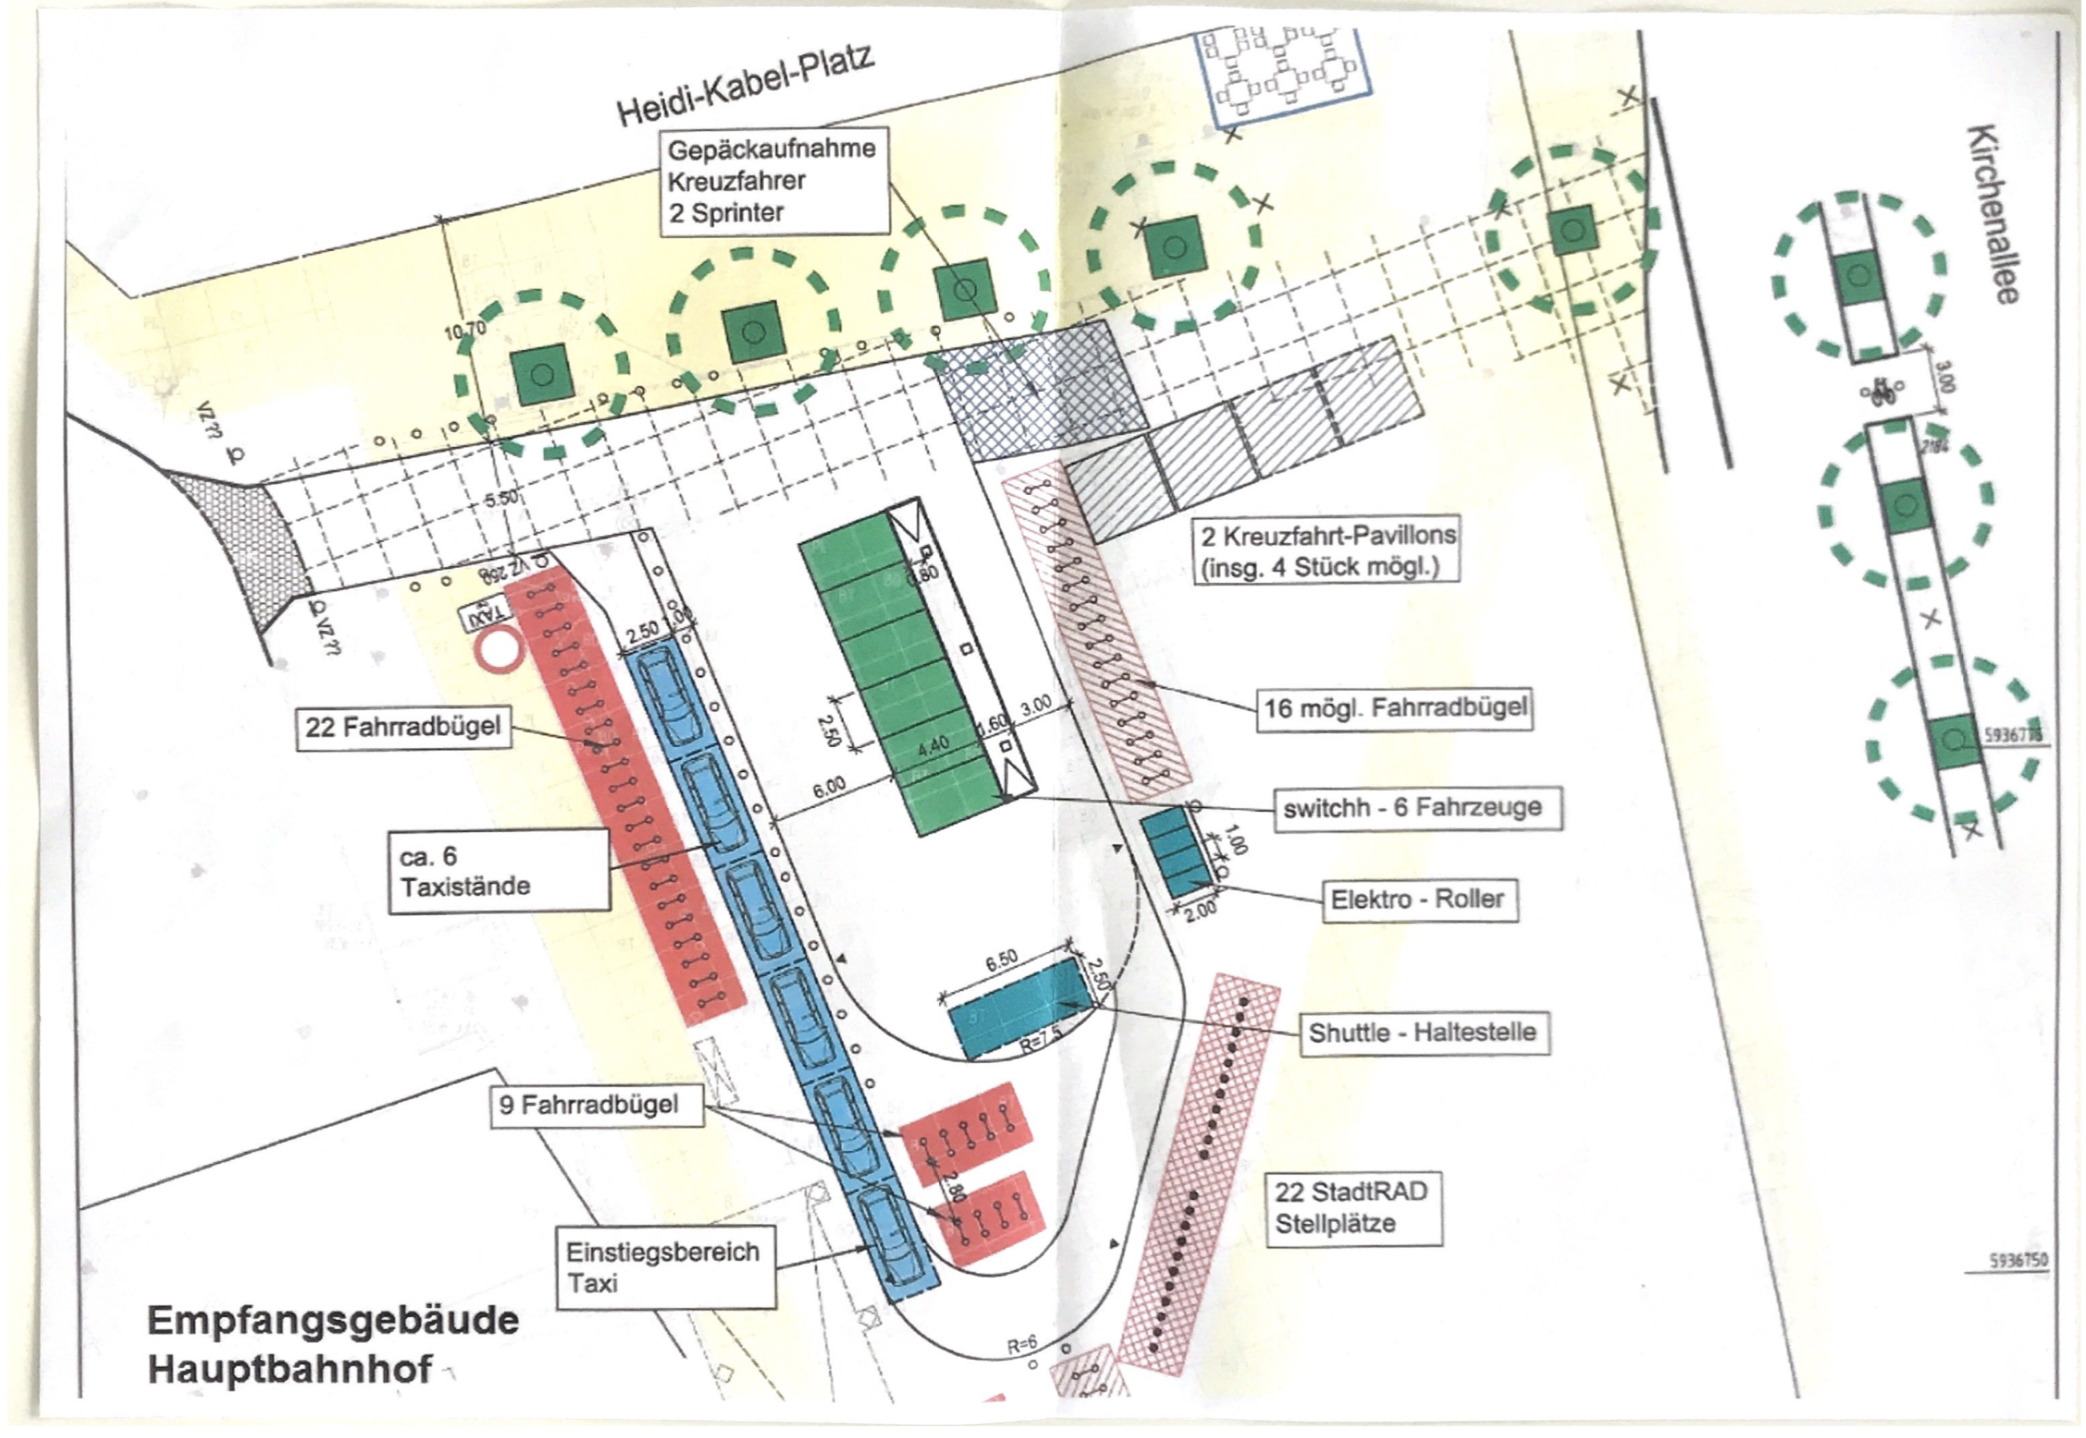 Heidi-Kabel-Platz
Kirchenallee
Gepäckaufnahme
Kreuzfahrer
2 Sprinter
10.70
3.00
VZ??
5.50
2 Kreuzfahrt-Pavillons
(insg. 4 Stück mögl.)
VZ 250
TAXI
VZ??
0.80
2.50
1.00
22 Fahrradbügel
2.50
4.40
1.60
3.00
6.00
16 mögl. Fahrradbügel
5936775
switchh - 6 Fahrzeuge
ca. 6
Taxistände
1.00
2.00
Elektro - Roller
6.50
2.50
R=7.5
Shuttle - Haltestelle
9 Fahrradbügel
2.80
22 StadtRAD
Stellplätze
Einstiegsbereich
Taxi
5936750
Empfangsgebäude
Hauptbahnhof
R=6